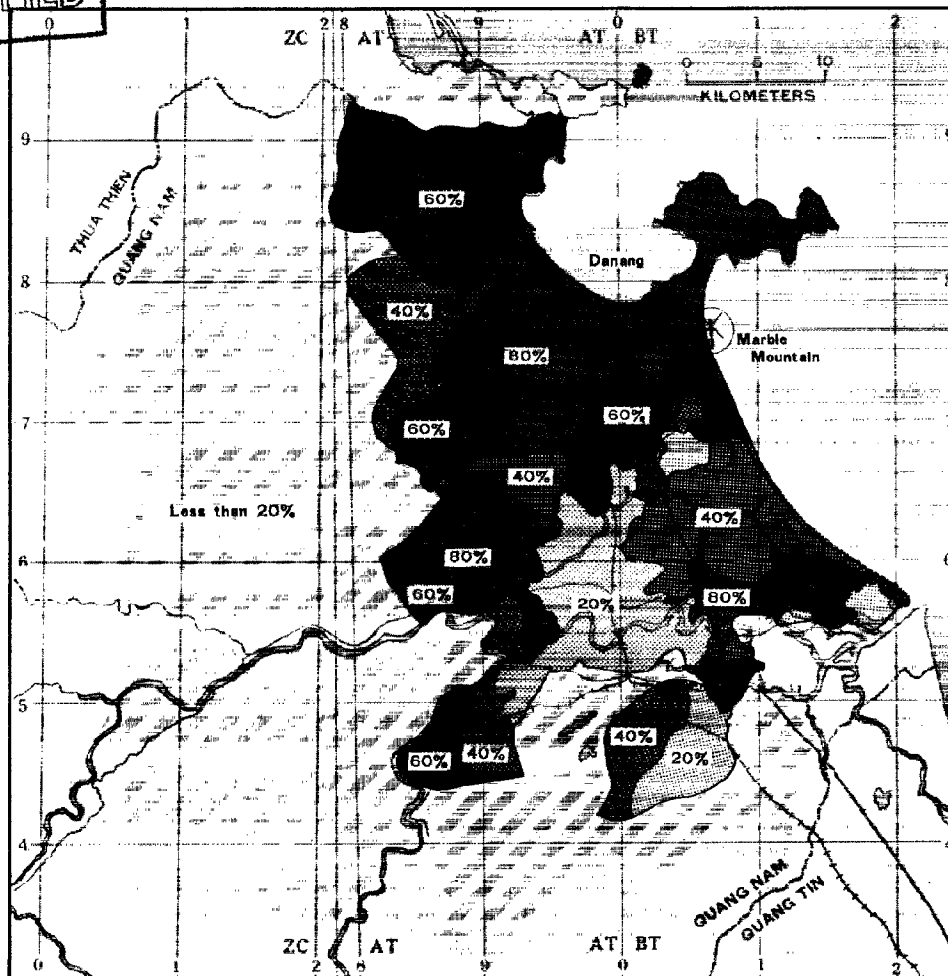 0 1 2 8 9 0 1 2
ZC AT AT BT
0 5 10
KILOMETERS
9
THUA THIEN
QUANG NAM
60%
Danang
8
40%
Marble
Mountain
80%
7
60%
60%
40%
Less than 20%
40%
6
80%
60%
20%
80%
5
40%
60%
40%
20%
4
QUANG NAM
QUANG TIN
ZC AT AT BT
0 1 2 8 9 0 1 2